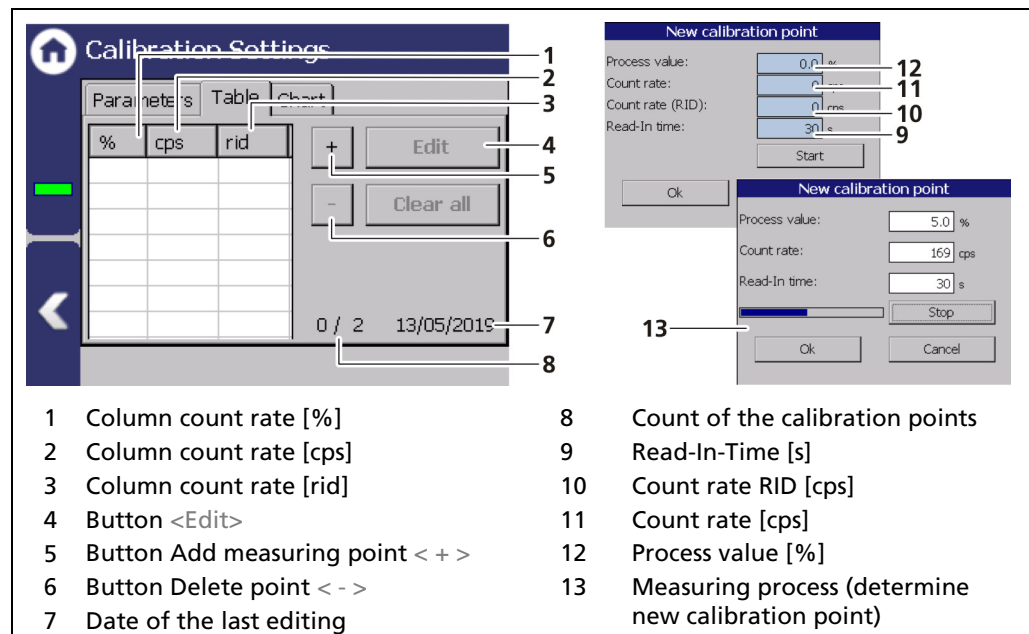 Calibration Settings
1
2
3
Parameters Table Chart
% cps rid
+ Edit
4
5
- Clear all
6
0 / 2 13/05/2019
7
8
New calibration point
Process value: 0.0 %
12
Count rate: 0 cps
11
Count rate (RID): 0 cps
10
Read-In time: 30 s
9
Start
Ok
New calibration point
Process value: 5.0 %
Count rate: 169 cps
Read-In time: 30 s
Stop
13
Ok Cancel
1 Column count rate [%]
2 Column count rate [cps]
3 Column count rate [rid]
4 Button <Edit>
5 Button Add measuring point < + >
6 Button Delete point < - >
7 Date of the last editing
8 Count of the calibration points
9 Read-In-Time [s]
10 Count rate RID [cps]
11 Count rate [cps]
12 Process value [%]
13 Measuring process (determine
new calibration point)